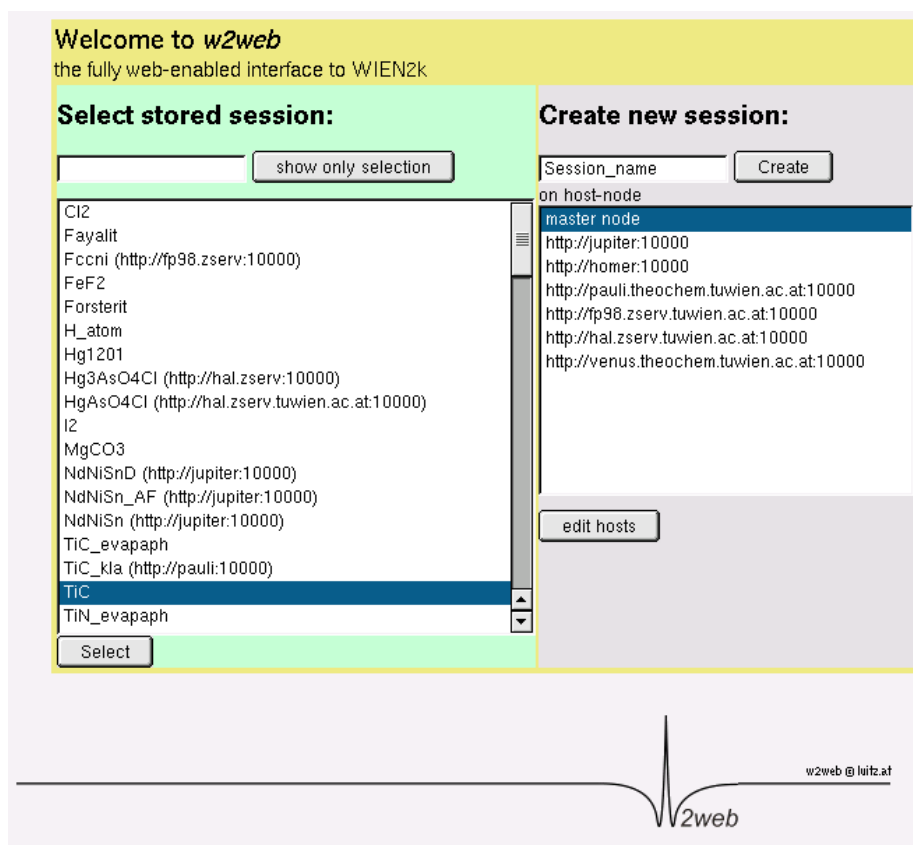 Welcome to w2web
the fully web-enabled interface to WIEN2k
Select stored session:
show only selection
Cl2
Fayalit
Fccni (http://fp98.zserv:10000)
FeF2
Forsterit
H_atom
Hg1201
Hg3AsO4Cl (http://hal.zserv:10000)
HgAsO4Cl (http://hal.zserv.tuwien.ac.at:10000)
I2
MgCO3
NdNiSnD (http://jupiter:10000)
NdNiSn_AF (http://jupiter:10000)
NdNiSn (http://jupiter:10000)
TiC_evapaph
TiC_kla (http://pauli:10000)
TiC
TiN_evapaph
Select
Create new session:
Session_name
Create
on host-node
master node
http://jupiter:10000
http://homer:10000
http://pauli.theochem.tuwien.ac.at:10000
http://fp98.zserv.tuwien.ac.at:10000
http://hal.zserv.tuwien.ac.at:10000
http://venus.theochem.tuwien.ac.at:10000
edit hosts
w2web @ luitz.at
W2web